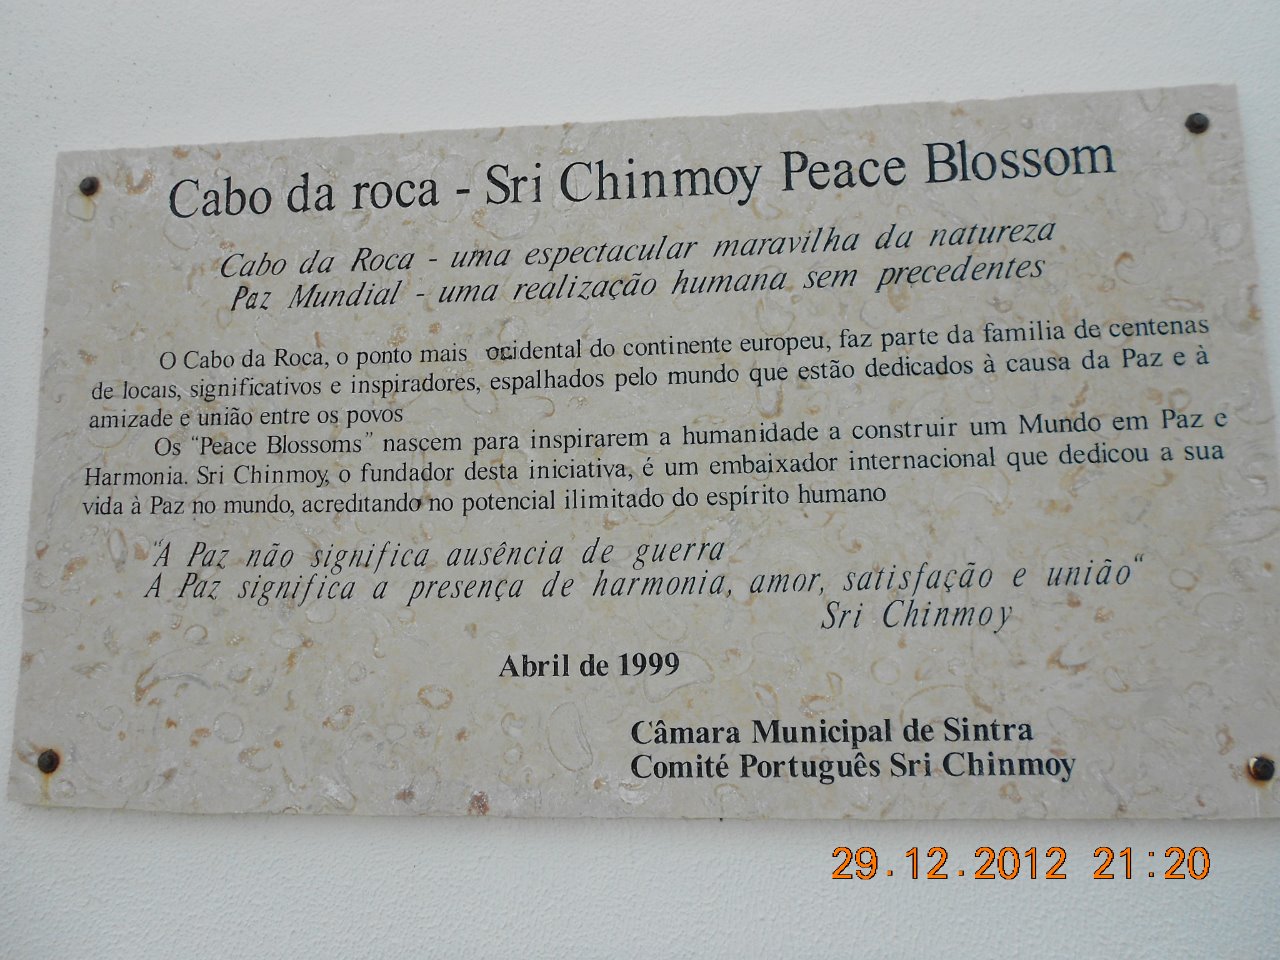 Cabo da roca - Sri Chinmoy Peace Blossom
Cabo da Roca - uma espectacular maravilha da natureza
Paz Mundial - uma realização humana sem precedentes
O Cabo da Roca, o ponto mais ocidental do continente europeu, faz parte da familia de centenas
de locais, significativos e inspiradores, espalhados pelo mundo que estão dedicados à causa da Paz e à
amizade e união entre os povos
Os "Peace Blossoms" nascem para inspirarem a humanidade a construir um Mundo em Paz e
Harmonia. Sri Chinmoy, o fundador desta iniciativa, é um embaixador internacional que dedicou a sua
vida à Paz no mundo, acreditando no potencial ilimitado do espírito humano
"A Paz não significa ausência de guerra
A Paz significa a presença de harmonia, amor, satisfação e união"
Sri Chinmoy
Abril de 1999
Câmara Municipal de Sintra
Comité Português Sri Chinmoy
29.12.2012 21:20